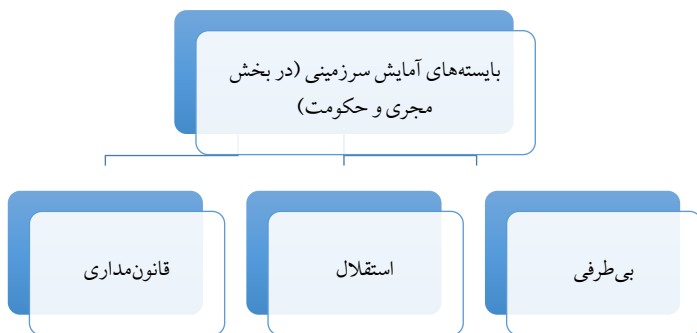 بایسته‌های آمایش سرزمینی (در بخش
مجری و حکومت)
بی‌طرفی
استقلال
قانون‌مداری